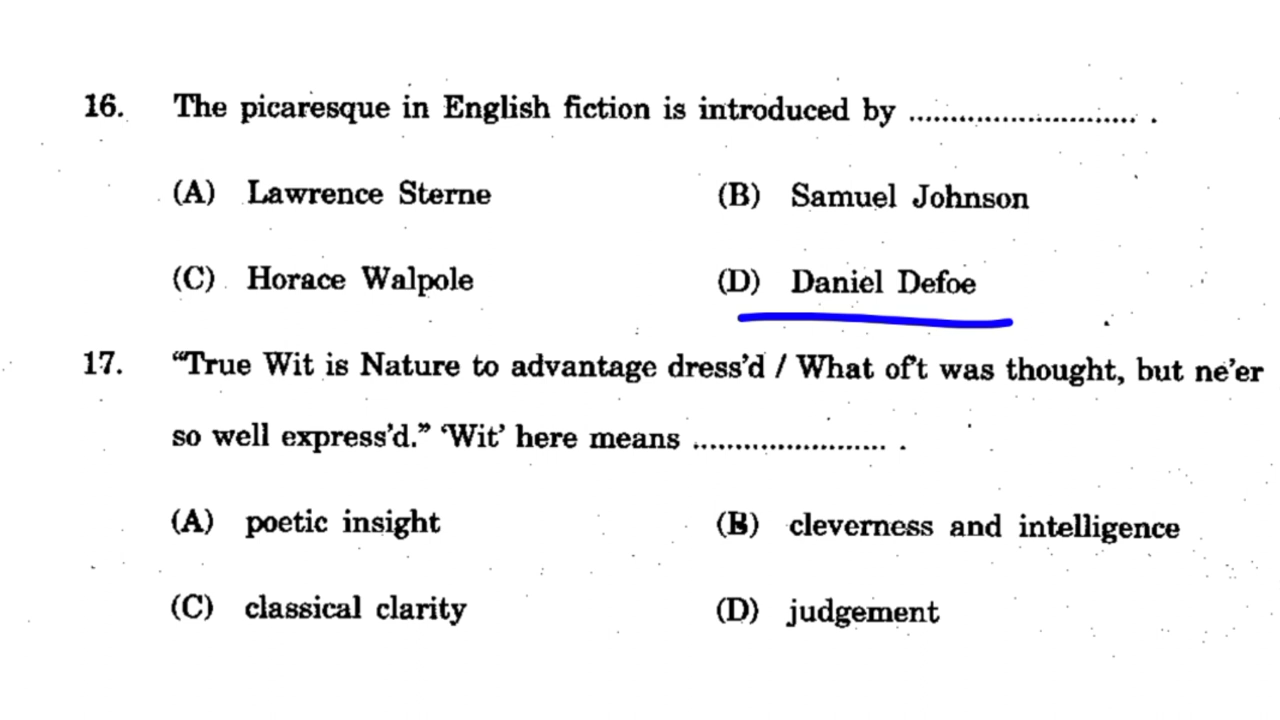 16. The picaresque in English fiction is introduced by ........................... .
(A) Lawrence Sterne (B) Samuel Johnson
(C) Horace Walpole (D) Daniel Defoe
17. “True Wit is Nature to advantage dress’d / What oft was thought, but ne’er
so well express’d.” ‘Wit’ here means ....................... .
(A) poetic insight (B) cleverness and intelligence
(C) classical clarity (D) judgement